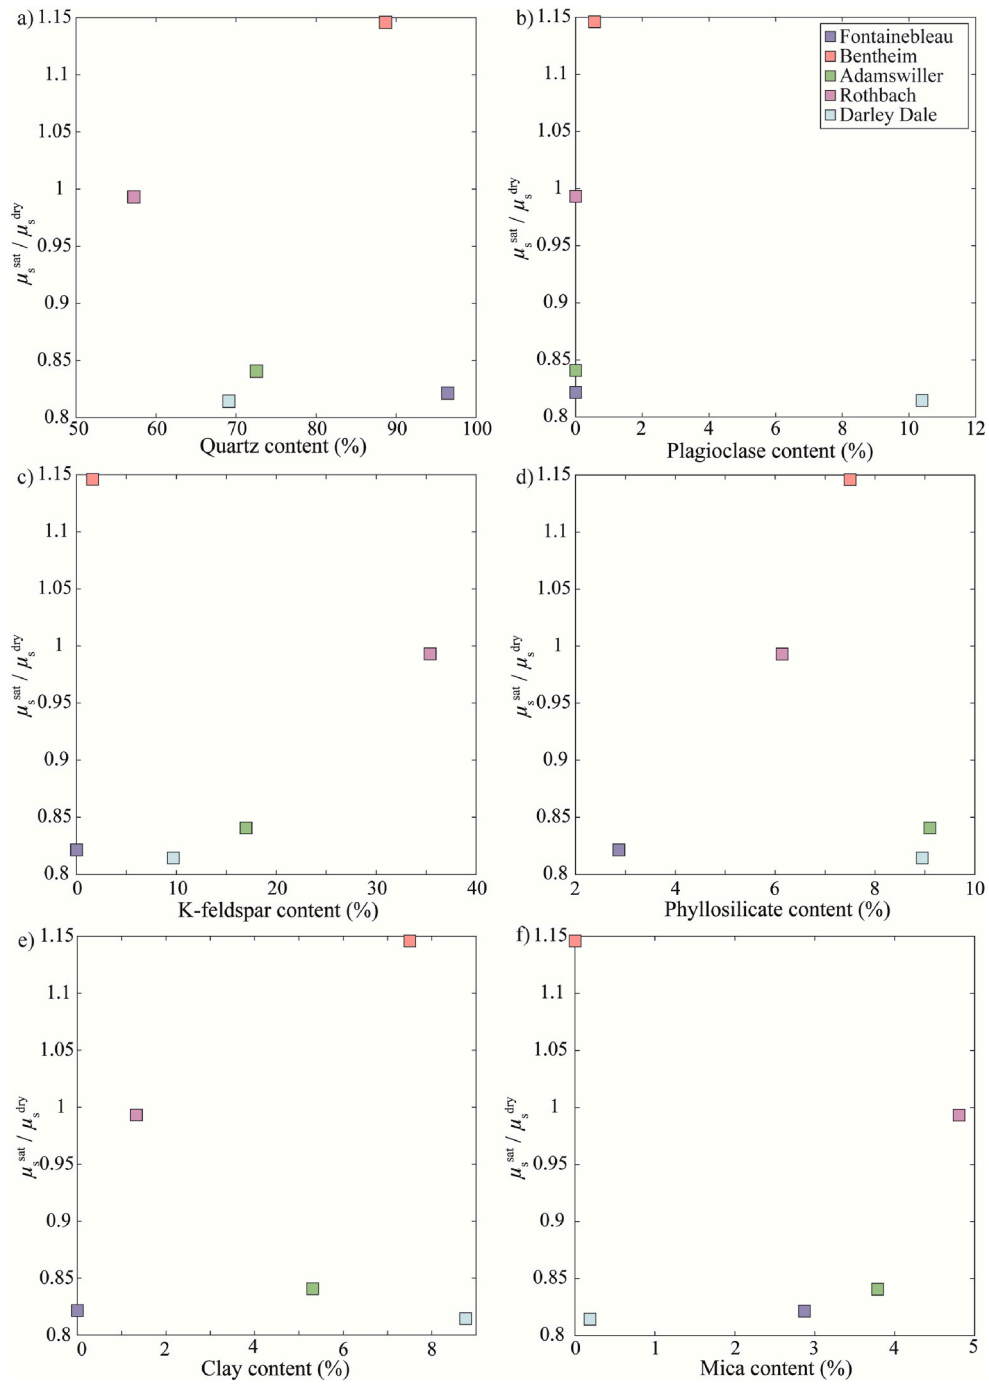 a)
1.15
1.1
1.05
1
0.95
0.9
0.85
0.8
μs^sat / μs^dry
50 60 70 80 90 100
Quartz content (%)
b)
1.15
1.1
1.05
1
0.95
0.9
0.85
0.8
μs^sat / μs^dry
0 2 4 6 8 10 12
Plagioclase content (%)
Fontainebleau
Bentheim
Adamswiller
Rothbach
Darley Dale
c)
1.15
1.1
1.05
1
0.95
0.9
0.85
0.8
μs^sat / μs^dry
0 10 20 30 40
K-feldspar content (%)
d)
1.15
1.1
1.05
1
0.95
0.9
0.85
0.8
μs^sat / μs^dry
2 4 6 8 10
Phyllosilicate content (%)
e)
1.15
1.1
1.05
1
0.95
0.9
0.85
0.8
μs^sat / μs^dry
0 2 4 6 8
Clay content (%)
f)
1.15
1.1
1.05
1
0.95
0.9
0.85
0.8
μs^sat / μs^dry
0 1 2 3 4 5
Mica content (%)